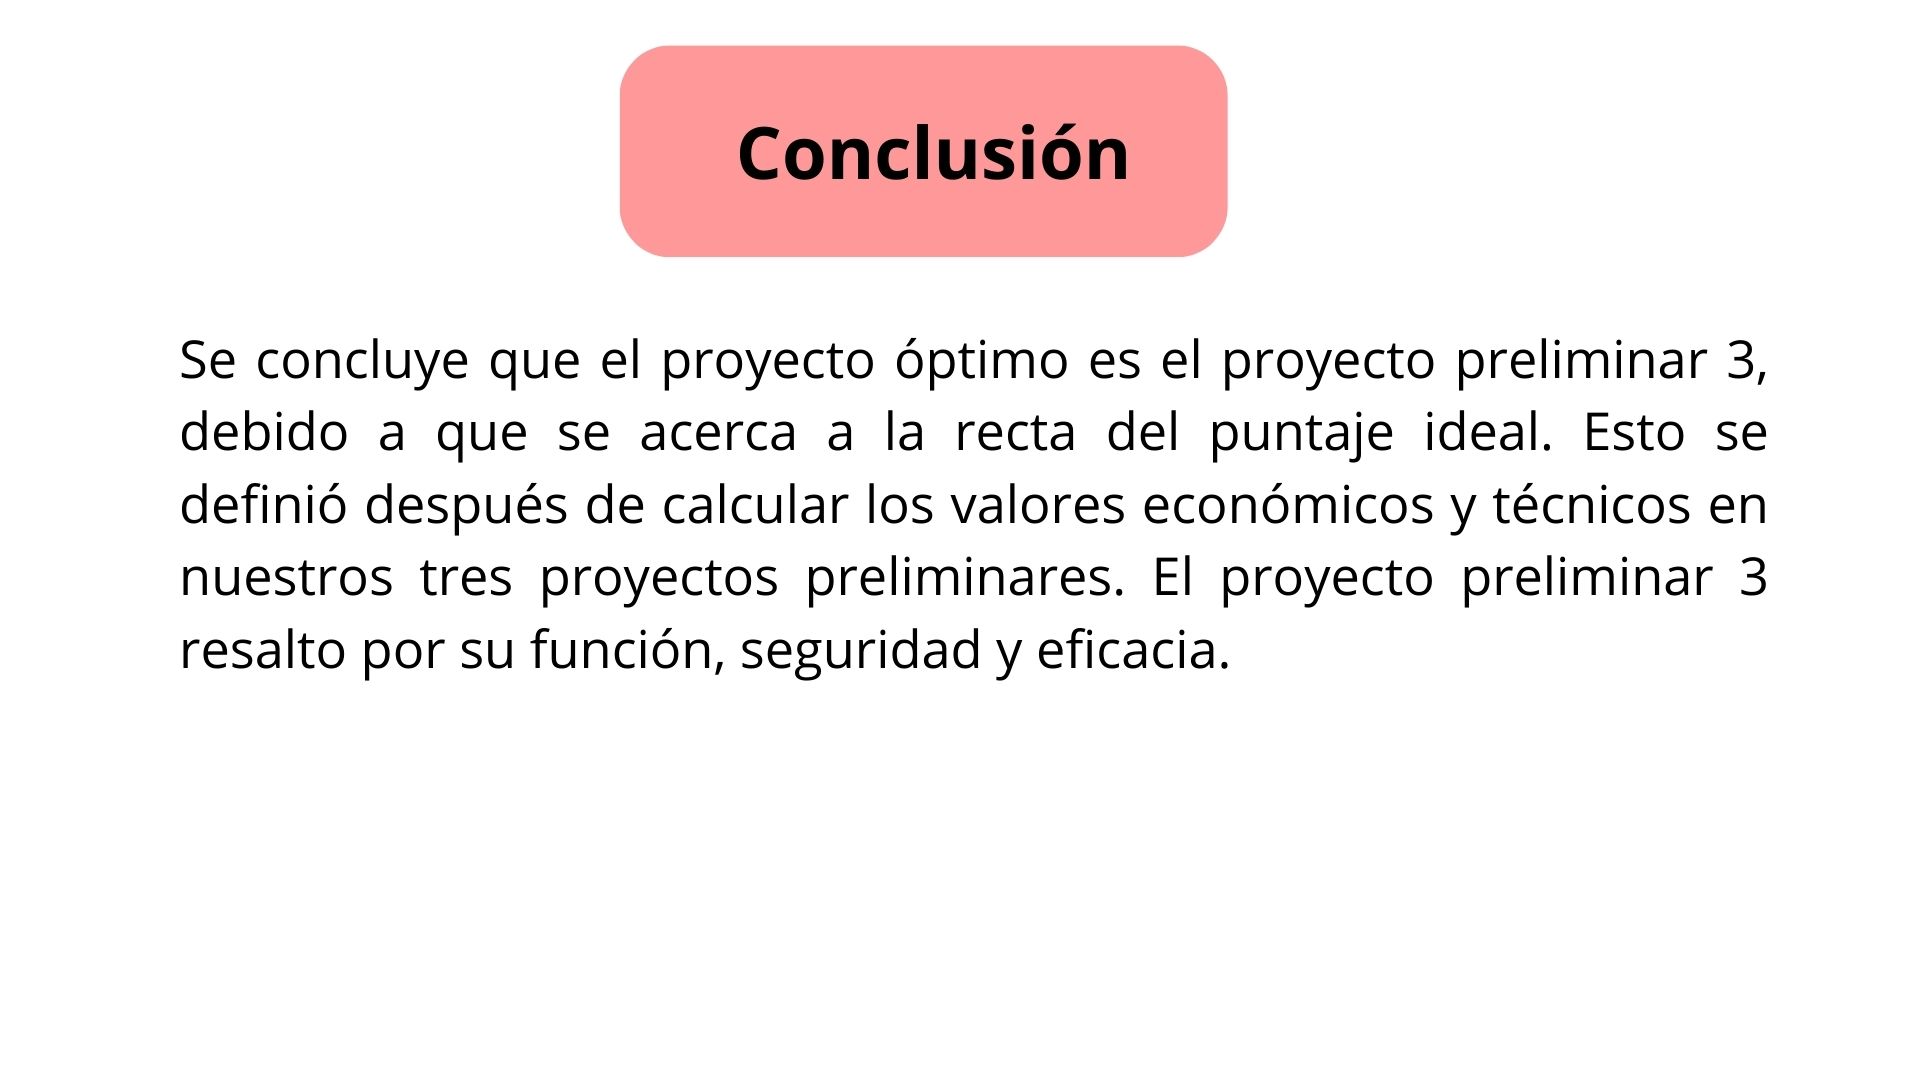 Conclusión
Se concluye que el proyecto óptimo es el proyecto preliminar 3,
debido a que se acerca a la recta del puntaje ideal. Esto se
definió después de calcular los valores económicos y técnicos en
nuestros tres proyectos preliminares. El proyecto preliminar 3
resalto por su función, seguridad y eficacia.